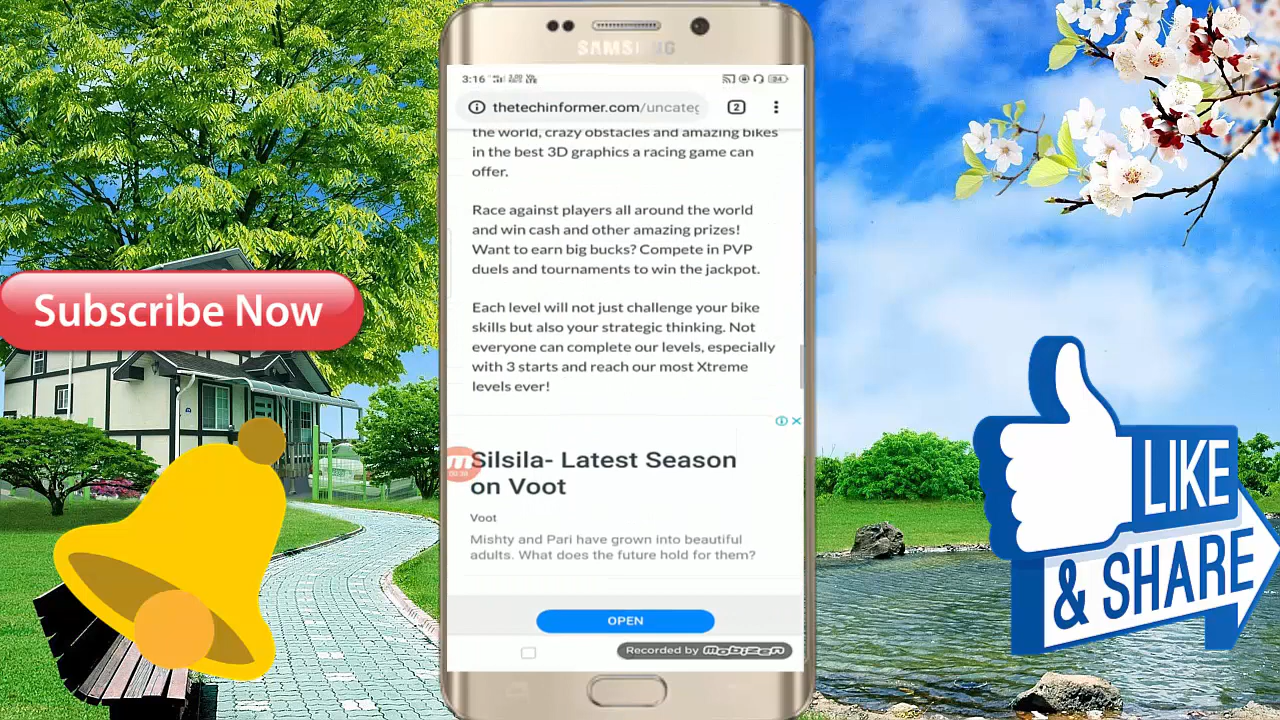 SAMSUNG
3:16
24
thetechinformer.com/uncateg
2
the world, crazy obstacles and amazing bikes
in the best 3D graphics a racing game can
offer.
Race against players all around the world
and win cash and other amazing prizes!
Want to earn big bucks? Compete in PVP
duels and tournaments to win the jackpot.
Each level will not just challenge your bike
skills but also your strategic thinking. Not
everyone can complete our levels, especially
with 3 starts and reach our most Xtreme
levels ever!
Silsila- Latest Season
on Voot
Voot
Mishty and Pari have grown into beautiful
adults. What does the future hold for them?
OPEN
Recorded by mobizen
Subscribe Now
LIKE
& SHARE